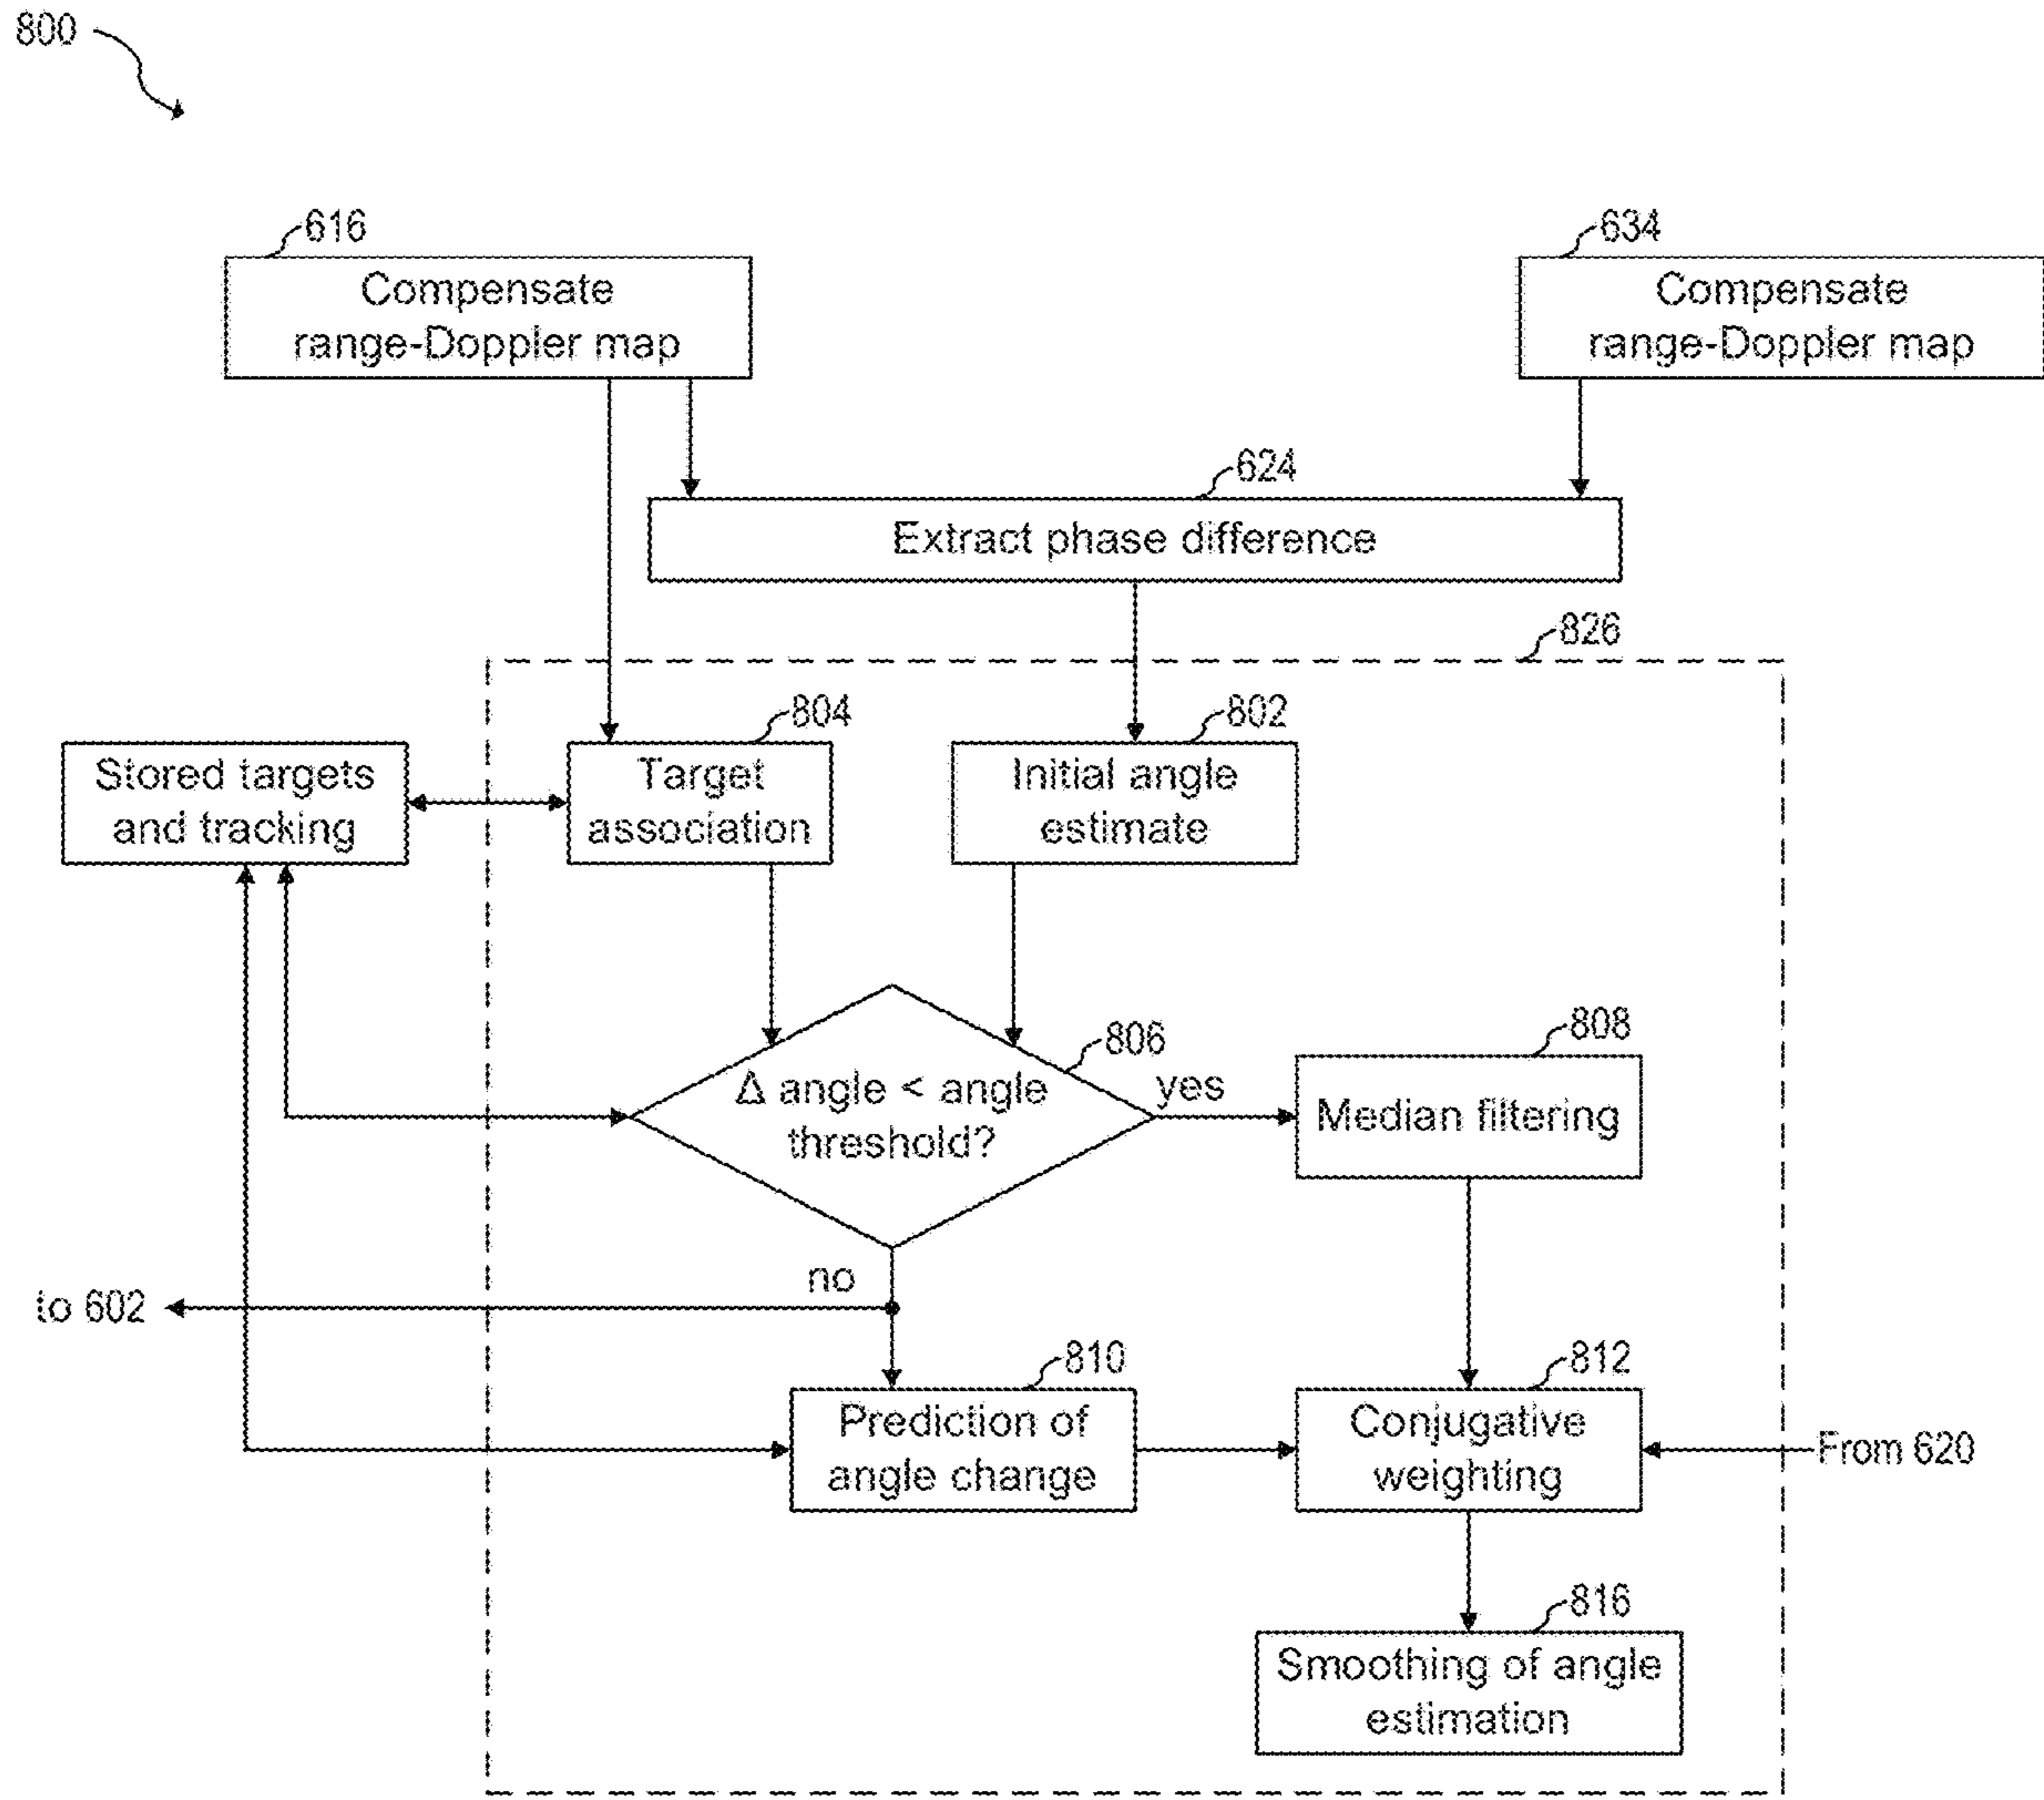 800
616
Compensate
range-Doppler map
634
Compensate
range-Doppler map
624
Extract phase difference
826
804
802
Stored targets
and tracking
Target
association
Initial angle
estimate
806
Δ angle < angle
threshold?
yes
808
Median filtering
no
to 602
810
Prediction of
angle change
812
Conjugative
weighting
From 620
816
Smoothing of angle
estimation